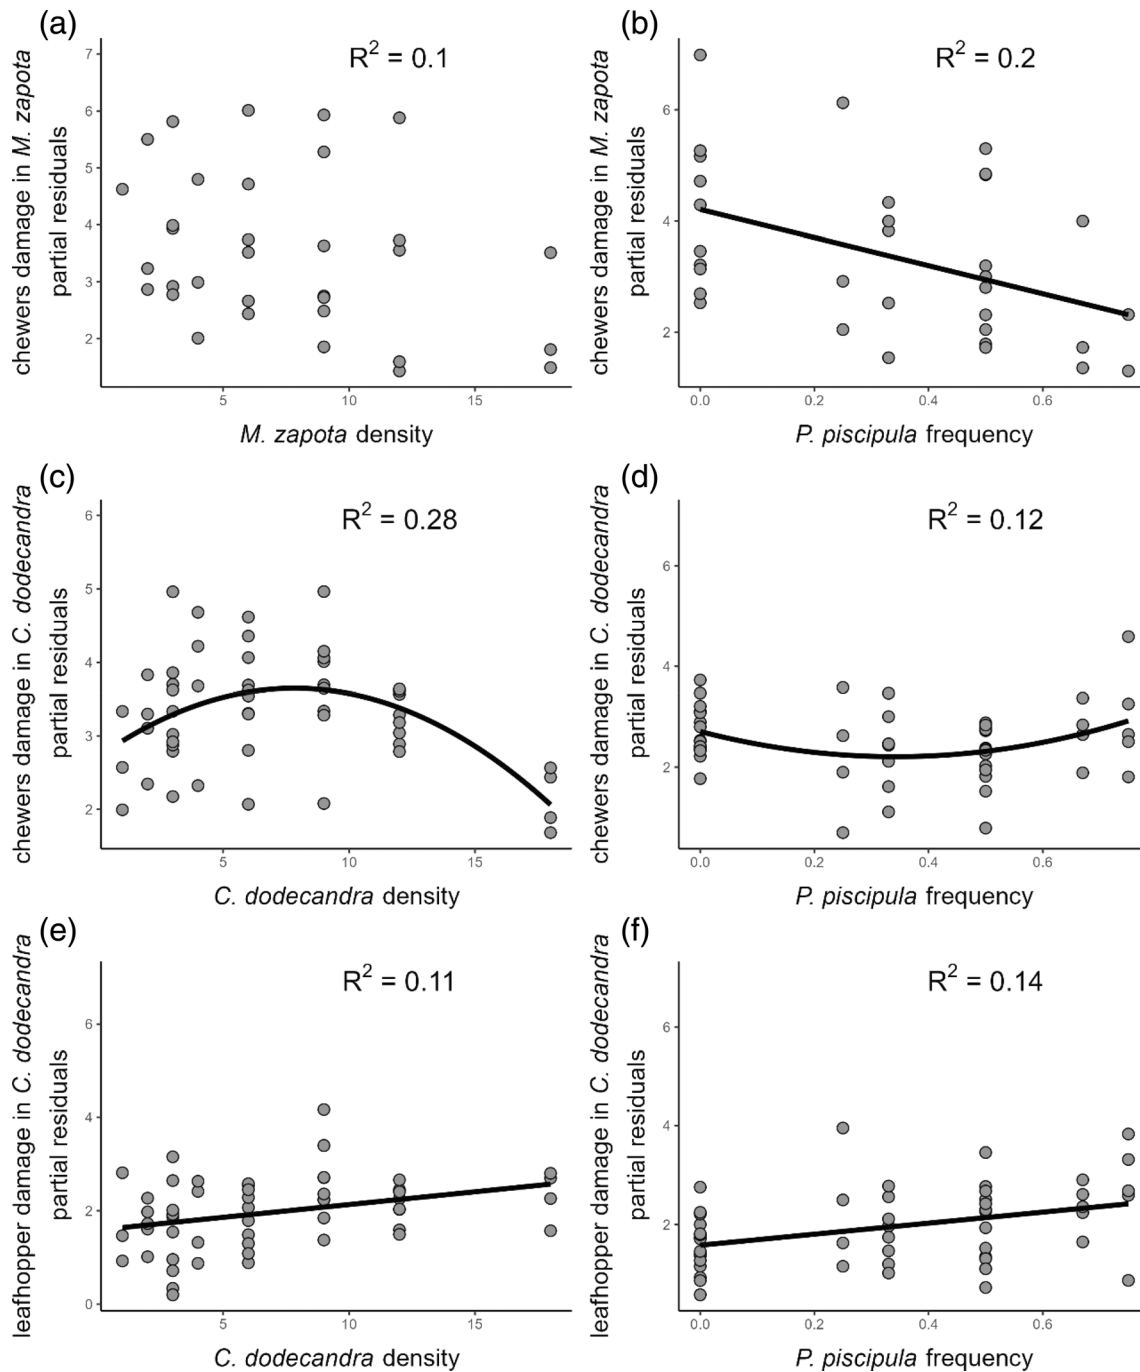 (a)
R² = 0.1
chewers damage in M. zapota
partial residuals
7
6
5
4
3
2
5
10
15
M. zapota density
(b)
R² = 0.2
chewers damage in M. zapota
partial residuals
6
4
2
0.0
0.2
0.4
0.6
P. piscipula frequency
(c)
R² = 0.28
chewers damage in C. dodecandra
partial residuals
6
5
4
3
2
5
10
15
C. dodecandra density
(d)
R² = 0.12
chewers damage in C. dodecandra
partial residuals
6
4
2
0.0
0.2
0.4
0.6
P. piscipula frequency
(e)
R² = 0.11
leafhopper damage in C. dodecandra
partial residuals
6
4
2
0
5
10
15
C. dodecandra density
(f)
R² = 0.14
leafhopper damage in C. dodecandra
partial residuals
6
4
2
0.0
0.2
0.4
0.6
P. piscipula frequency